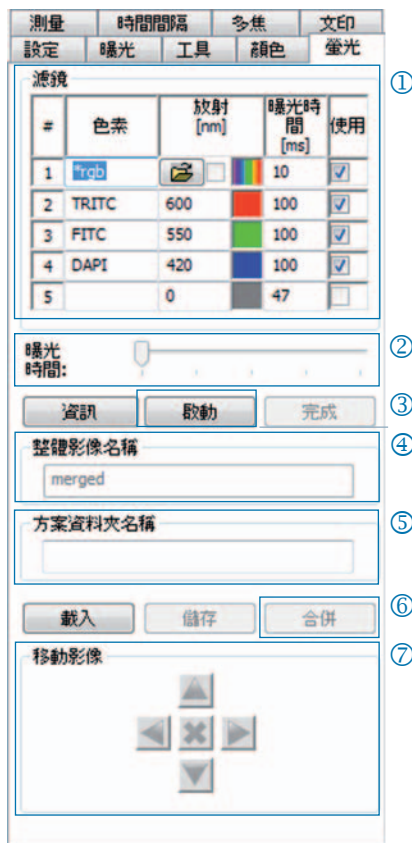 測量 時間間隔 多焦 文印
設定 曝光 工具 顏色 螢光
濾鏡 ①
# 色素 放射 [nm] 曝光時間 [ms] 使用
1 *rgb 10
2 TRITC 600 100
3 FITC 550 100
4 DAPI 420 100
5 0 47
曝光 ②
時間:
資訊 啟動 完成 ③
整體影像名稱 ④
merged
方案資料夾名稱 ⑤
載入 儲存 合併 ⑥
移動影像 ⑦